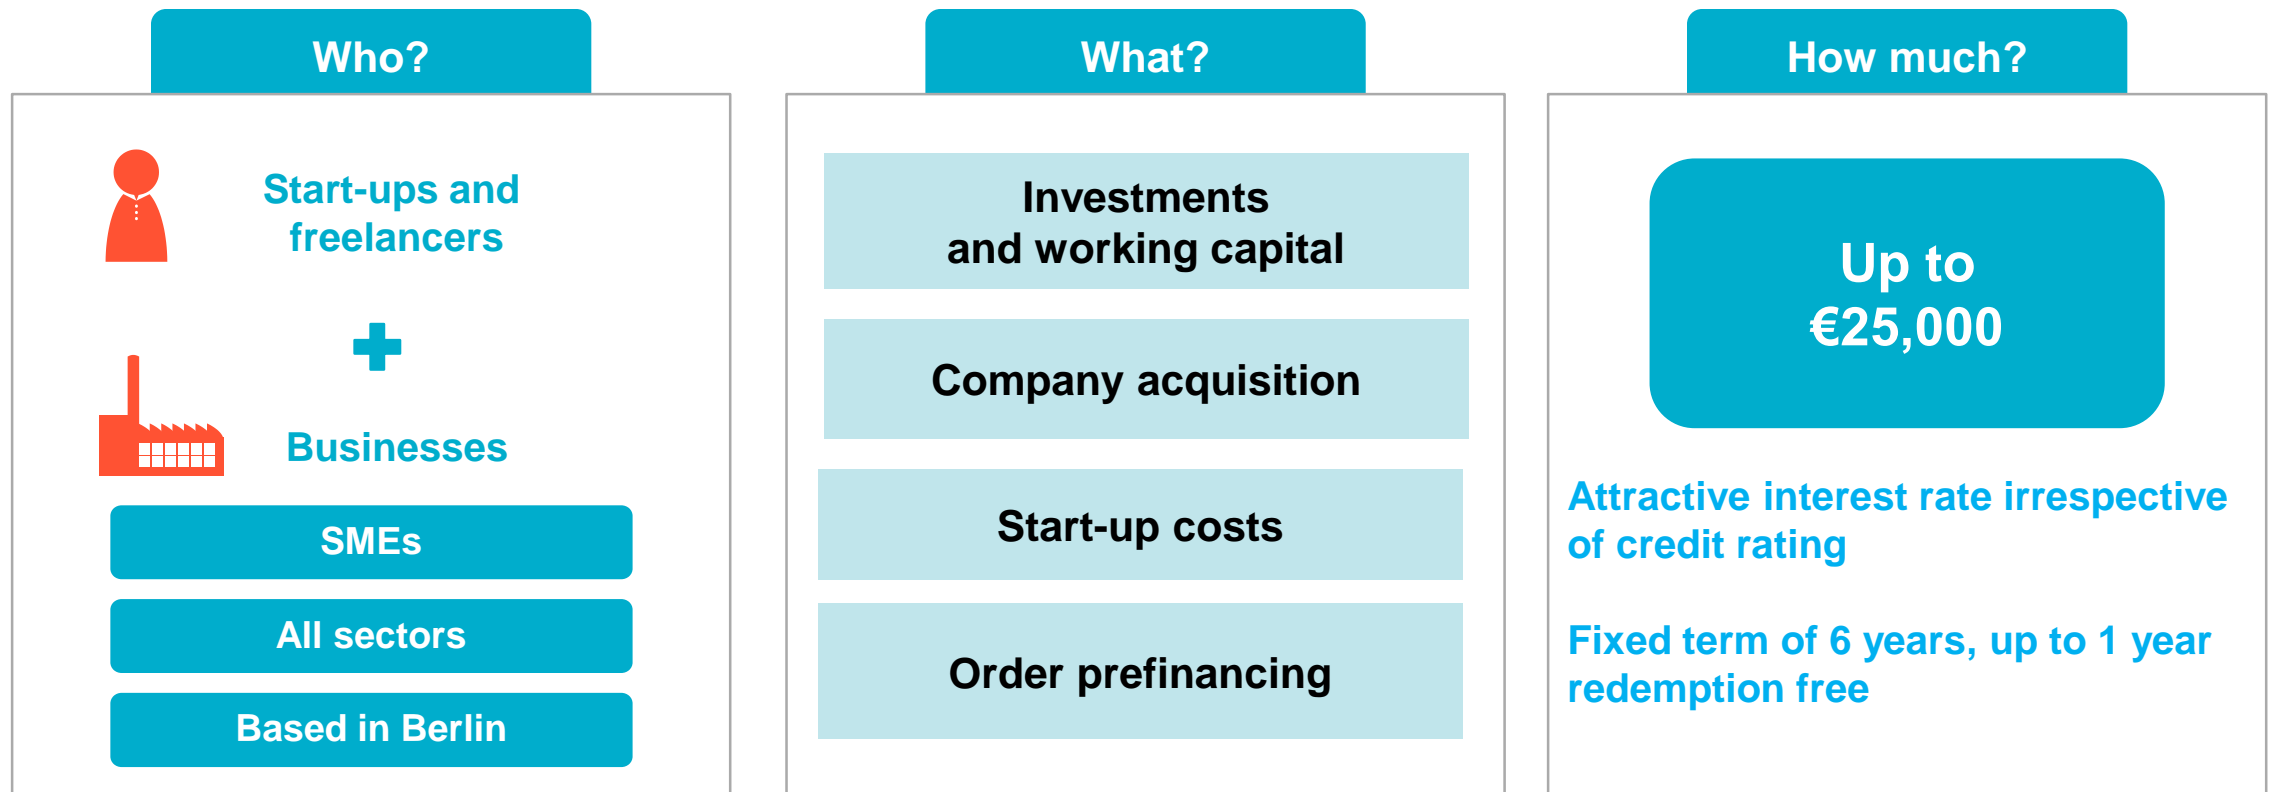 Who?
Start-ups and
freelancers
Businesses
SMEs
All sectors
Based in Berlin
What?
Investments
and working capital
Company acquisition
Start-up costs
Order prefinancing
How much?
Up to
€25,000
Attractive interest rate irrespective
of credit rating
Fixed term of 6 years, up to 1 year
redemption free